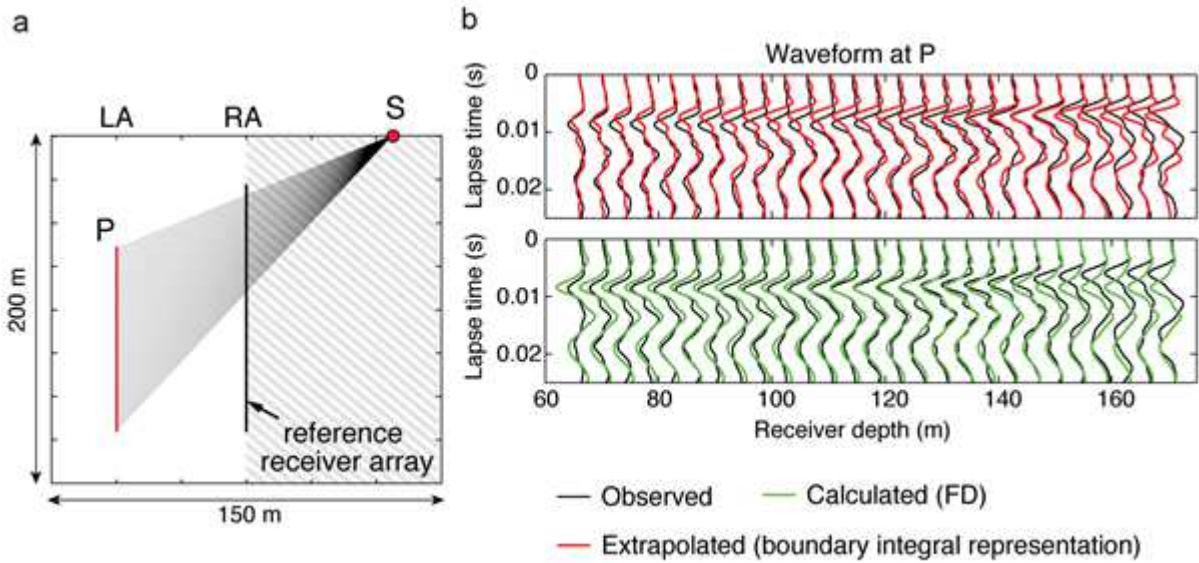 a
LA
RA
S
P
200 m
reference
receiver array
150 m
b
Waveform at P
Lapse time (s)
0
0.01
0.02
Lapse time (s)
0
0.01
0.02
60 80 100 120 140 160
Receiver depth (m)
Observed
Calculated (FD)
Extrapolated (boundary integral representation)